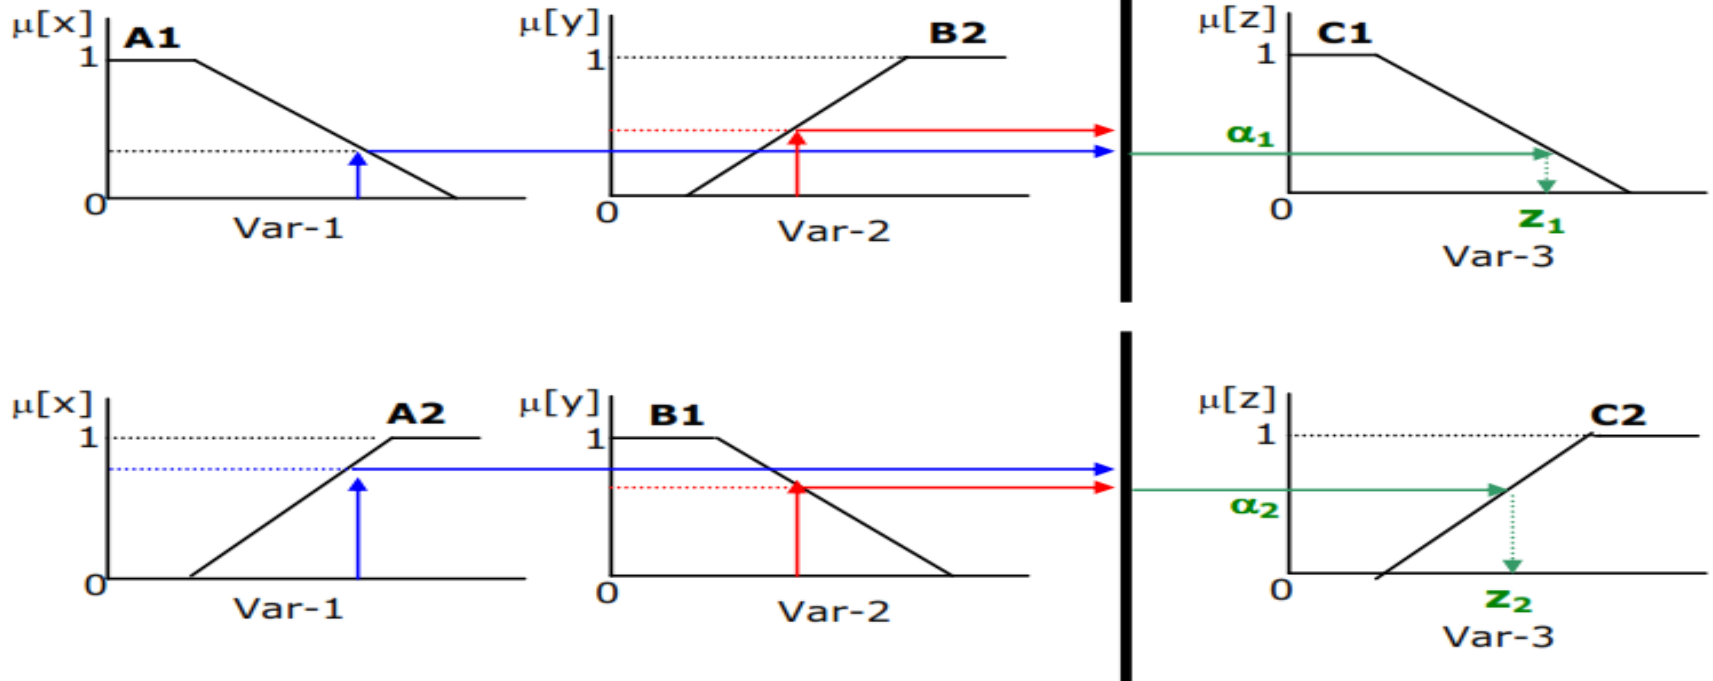 μ[x] A1 μ[y] B2 μ[z] C1
1 1 1
α₁
0 0 0
Var-1 Var-2 z₁
Var-3
μ[x] A2 μ[y] B1 μ[z] C2
1 1 1
α₂
0 0 0
Var-1 Var-2 z₂
Var-3